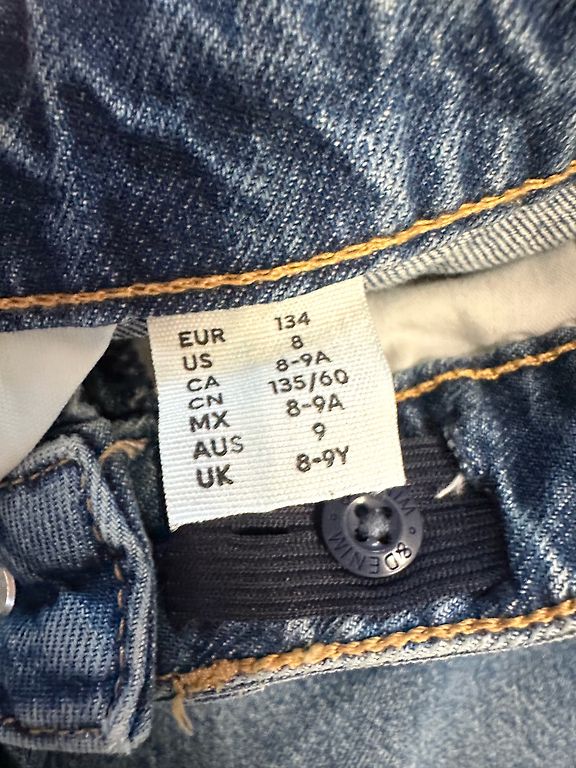 EUR 134
US 8
CA 8-9A
CN 135/60
MX 8-9A
AUS 9
UK 8-9Y
&DENIM